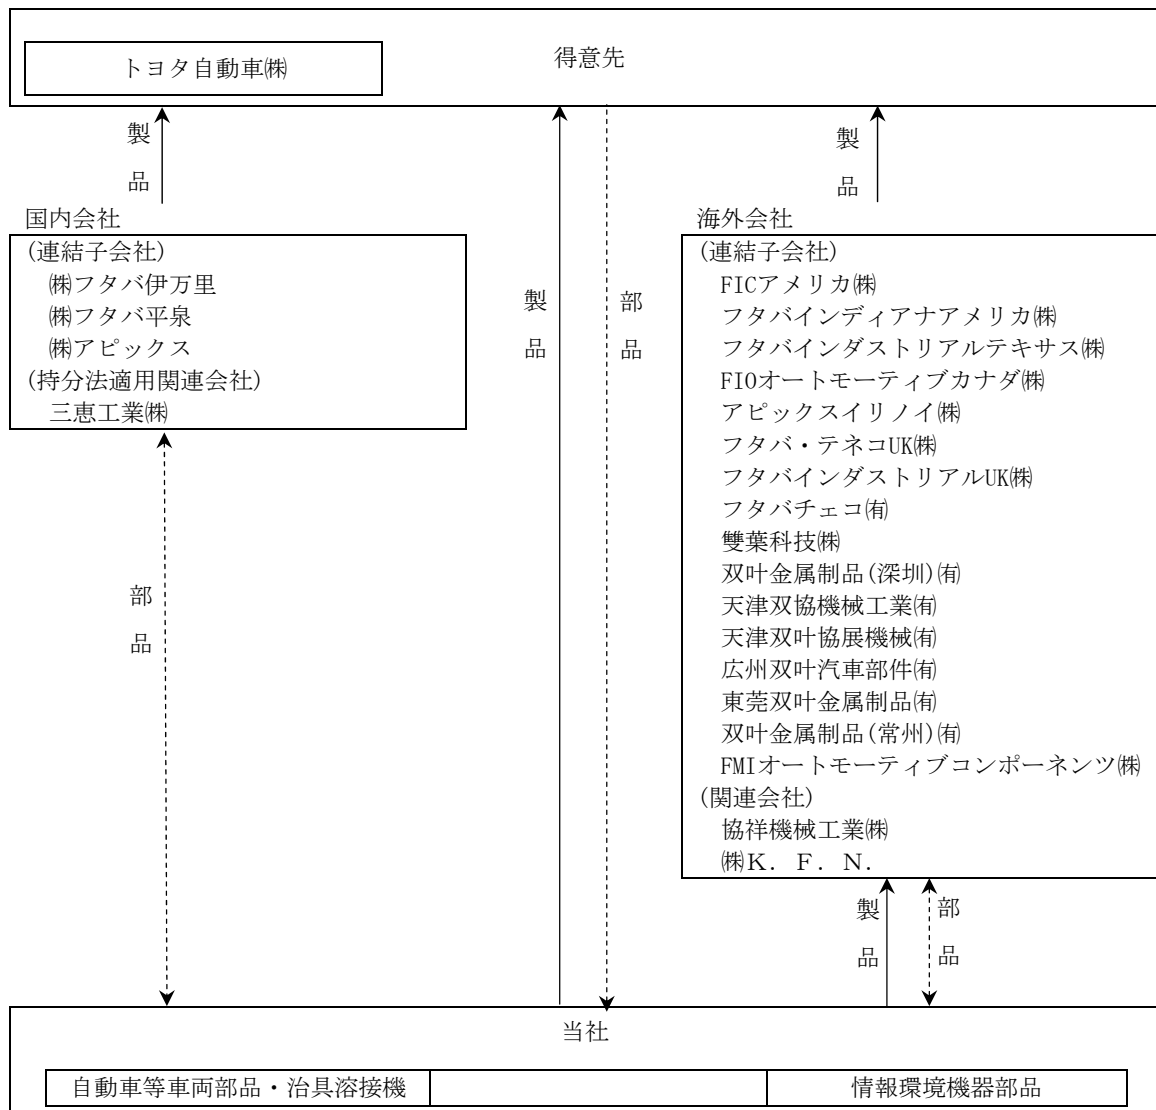 得意先
トヨタ自動車㈱
製品
製品
国内会社
(連結子会社)
㈱フタバ伊万里
㈱フタバ平泉
㈱アピックス
(持分法適用関連会社)
三恵工業㈱
部品
製品
部品
海外会社
(連結子会社)
FICアメリカ㈱
フタバインディアナアメリカ㈱
フタバインダストリアルテキサス㈱
FIOオートモーティブカナダ㈱
アピックスイリノイ㈱
フタバ・テネコUK㈱
フタバインダストリアルUK㈱
フタバチェコ㈲
雙葉科技㈱
双叶金属制品(深圳)㈲
天津双協機械工業㈲
天津双叶協展機械㈲
広州双叶汽車部件㈲
東莞双叶金属制品㈲
双叶金属制品(常州)㈲
FMIオートモーティブコンポーネンツ㈱
(関連会社)
協祥機械工業㈱
㈱Ｋ．Ｆ．Ｎ．
製品
部品
当社
自動車等車両部品・治具溶接機
情報環境機器部品